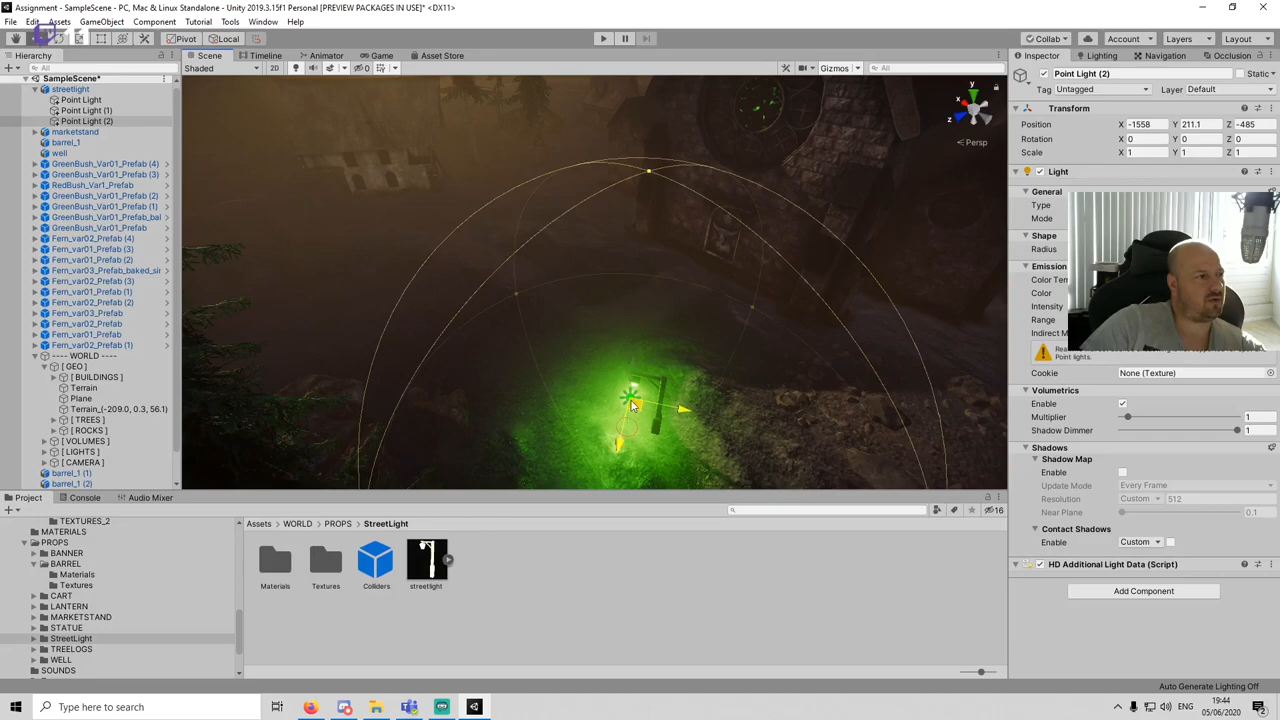 Assignment - SampleScene - PC, Mac & Linux Standalone - Unity 2019.3.15f1 Personal [PREVIEW PACKAGES IN USE]* <DX11>
File Edit Assets GameObject Component Tutorial Tools Window Help
Pivot Local Collab Account Layers Layout
Hierarchy Scene Timeline Animator Game Asset Store Inspector Lighting Navigation Occlusion
All Shaded 2D 0 Gizmos All
SampleScene*
streetlight
Point Light
Point Light (1)
Point Light (2)
marketstand
barrel_1
well
GreenBush_Var01_Prefab (4)
GreenBush_Var01_Prefab (3)
RedBush_Var1_Prefab
GreenBush_Var01_Prefab (2)
GreenBush_Var01_Prefab (1)
GreenBush_Var01_Prefab_bal
GreenBush_Var01_Prefab
Fern_var02_Prefab (4)
Fern_var01_Prefab (3)
Fern_var01_Prefab (2)
Fern_var03_Prefab_baked_sin
Fern_var02_Prefab (3)
Fern_var01_Prefab (1)
Fern_var02_Prefab (2)
Fern_var03_Prefab
Fern_var02_Prefab
Fern_var01_Prefab
Fern_var02_Prefab (1)
---- WORLD ----
[ GEO ]
[ BUILDINGS ]
Terrain
Plane
Terrain_(-209.0, 0.3, 56.1)
[ TREES ]
[ ROCKS ]
[ VOLUMES ]
[ LIGHTS ]
[ CAMERA ]
barrel_1 (1)
barrel_1 (2)
y
x
z
Persp
Point Light (2) Static
Tag Untagged Layer Default
Transform
Position X -1558 Y 211.1 Z -485
Rotation X 0 Y 0 Z 0
Scale X 1 Y 1 Z 1
Light
General
Type
Mode
Shape
Radius
Emission
Color Ten
Color
Intensity
Range
Indirect M
Point lights.
Cookie None (Texture)
Volumetrics
Enable
Multiplier 1
Shadow Dimmer 1
Shadows
Shadow Map
Enable
Update Mode Every Frame
Resolution Custom 512
Near Plane 0.1
Contact Shadows
Enable Custom
HD Additional Light Data (Script)
Add Component
Project Console Audio Mixer
16
TEXTURES_2
MATERIALS
PROPS
BANNER
BARREL
Materials
Textures
CART
LANTERN
MARKETSTAND
STATUE
StreetLight
TREELOGS
WELL
SOUNDS
Assets > WORLD > PROPS > StreetLight
Materials Textures Colliders streetlight
Auto Generate Lighting Off
Type here to search
ENG
19:44
05/06/2020
2